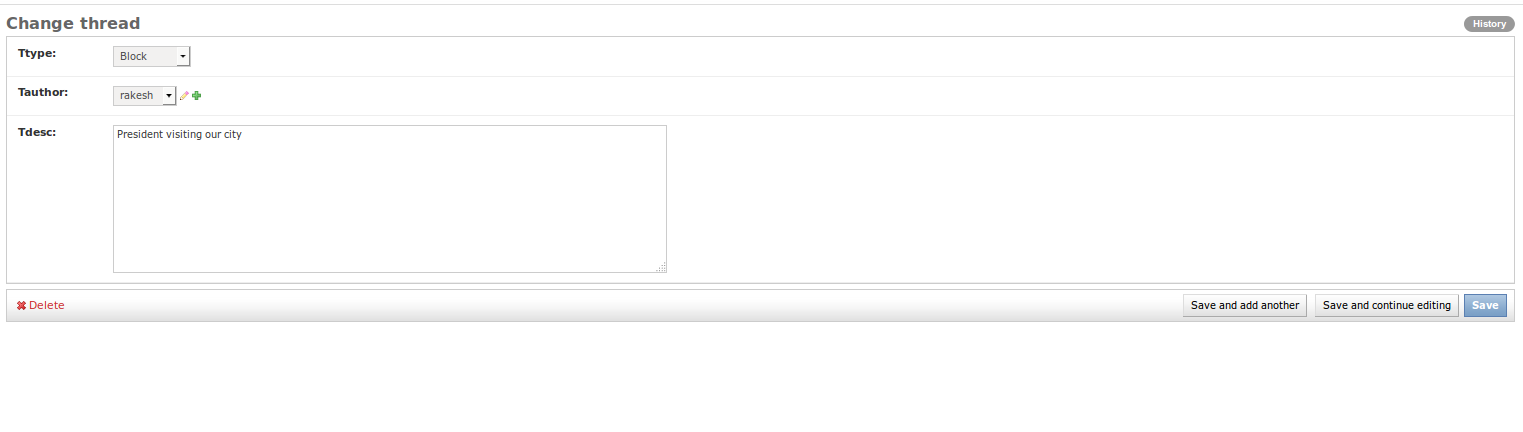 Change thread
History
Ttype:
Block
Tauthor:
rakesh
Tdesc:
President visiting our city
Delete
Save and add another
Save and continue editing
Save